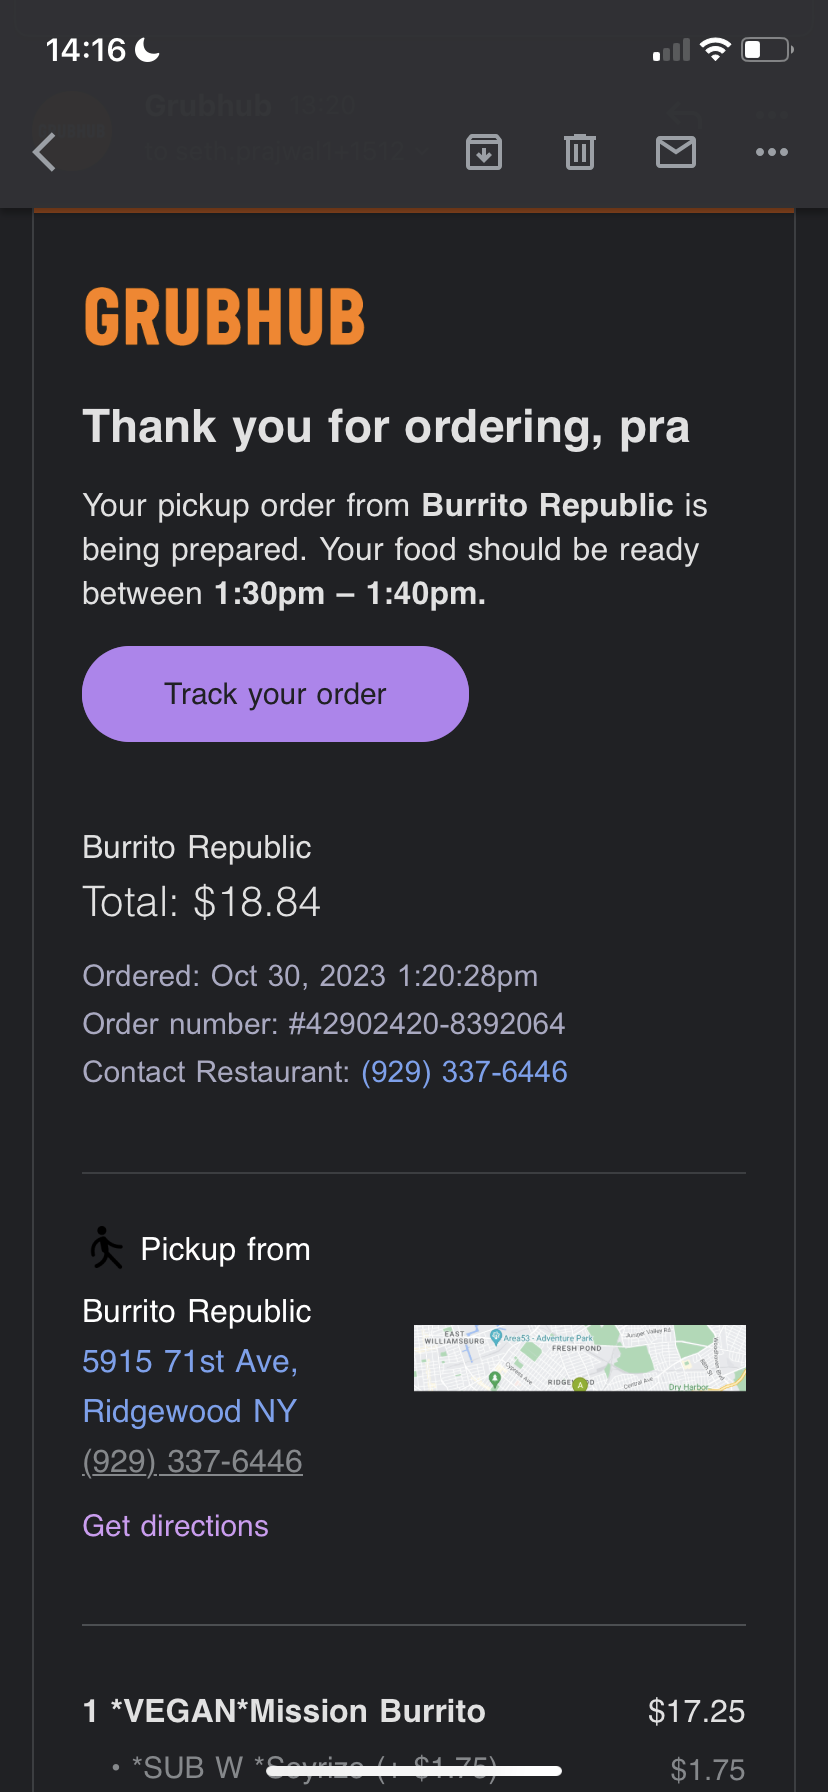 14:16
Grubhub 13:20
to seth.prajwal1+1512
GRUBHUB
Thank you for ordering, pra
Your pickup order from Burrito Republic is
being prepared. Your food should be ready
between 1:30pm – 1:40pm.
Track your order
Burrito Republic
Total: $18.84
Ordered: Oct 30, 2023 1:20:28pm
Order number: #42902420-8392064
Contact Restaurant: (929) 337-6446
Pickup from
Burrito Republic
5915 71st Ave,
Ridgewood NY
(929) 337-6446
Get directions
EAST
WILLIAMSBURG
Area53 - Adventure Park
FRESH POND
Juniper Valley Rd
Cypress Ave
A
Central Ave
Dry Harbor
1 *VEGAN*Mission Burrito $17.25
• *SUB W *Soyrizo (+ $1.75) $1.75